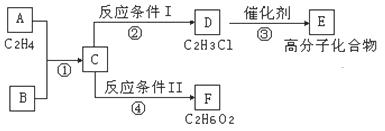 A
C2H4
B
①
C
反应条件Ⅰ
②
D
C2H3Cl
催化剂
③
E
高分子化合物
反应条件II
④
F
C2H6O2